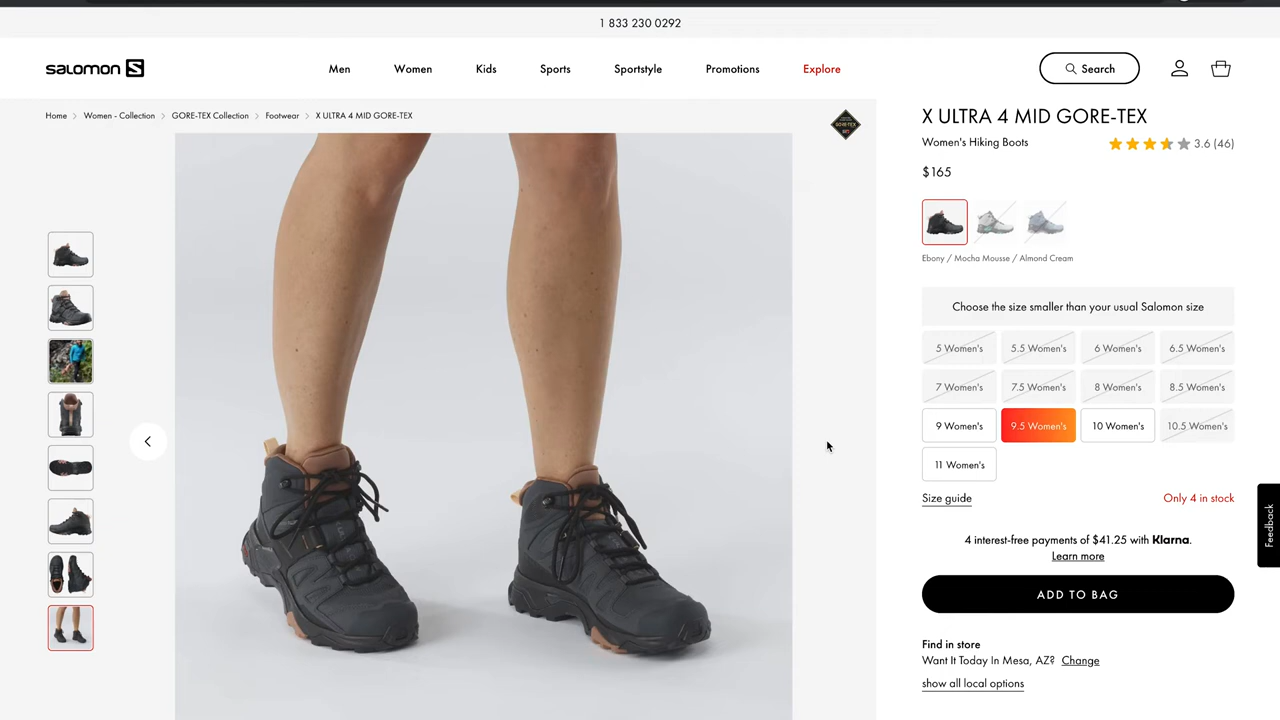 1 833 230 0292
salomon S
Men Women Kids Sports Sportstyle Promotions Explore
Search
Home > Women - Collection > GORE-TEX Collection > Footwear > X ULTRA 4 MID GORE-TEX
GORE-TEX
X ULTRA 4 MID GORE-TEX
Women's Hiking Boots
3.6 (46)
$165
Ebony / Mocha Mousse / Almond Cream
Choose the size smaller than your usual Salomon size
5 Women's 5.5 Women's 6 Women's 6.5 Women's
7 Women's 7.5 Women's 8 Women's 8.5 Women's
9 Women's 9.5 Women's 10 Women's 10.5 Women's
11 Women's
Size guide
Only 4 in stock
4 interest-free payments of $41.25 with Klarna.
Learn more
ADD TO BAG
Find in store
Want It Today In Mesa, AZ? Change
show all local options
Feedback